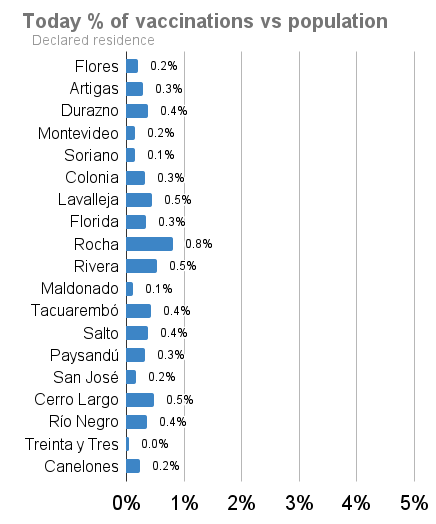 Today % of vaccinations vs population
Declared residence
Flores 0.2%
Artigas 0.3%
Durazno 0.4%
Montevideo 0.2%
Soriano 0.1%
Colonia 0.3%
Lavalleja 0.5%
Florida 0.3%
Rocha 0.8%
Rivera 0.5%
Maldonado 0.1%
Tacuarembó 0.4%
Salto 0.4%
Paysandú 0.3%
San José 0.2%
Cerro Largo 0.5%
Río Negro 0.4%
Treinta y Tres 0.0%
Canelones 0.2%
0% 1% 2% 3% 4% 5%